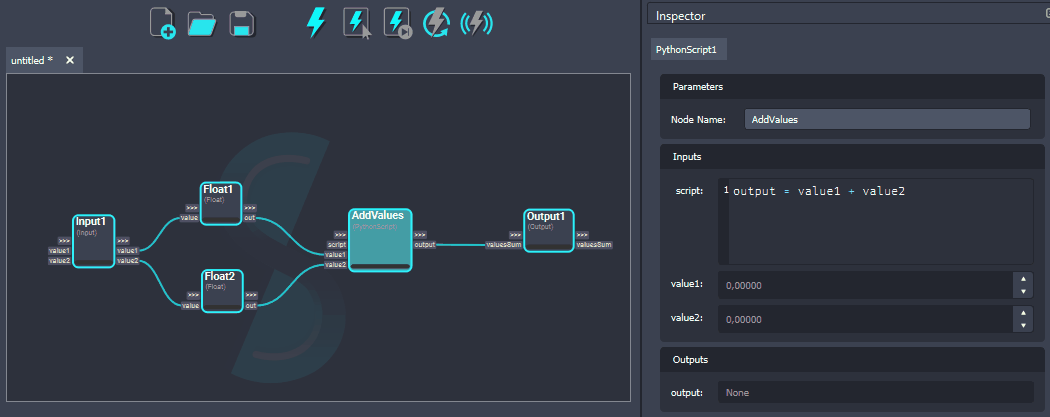 Inspector
untitled *
PythonScript1
Parameters
Node Name: AddValues
Inputs
script: 1 output = value1 + value2
value1: 0,00000
value2: 0,00000
Outputs
output: None
Float1
(Float)
>>> >>>
value out
Input1
(Input)
>>> >>>
value1 value1
value2 value2
AddValues
(PythonScript)
>>> >>>
script output
value1
value2
Output1
(Output)
>>> >>>
valuesSum valuesSum
Float2
(Float)
>>> >>>
value out